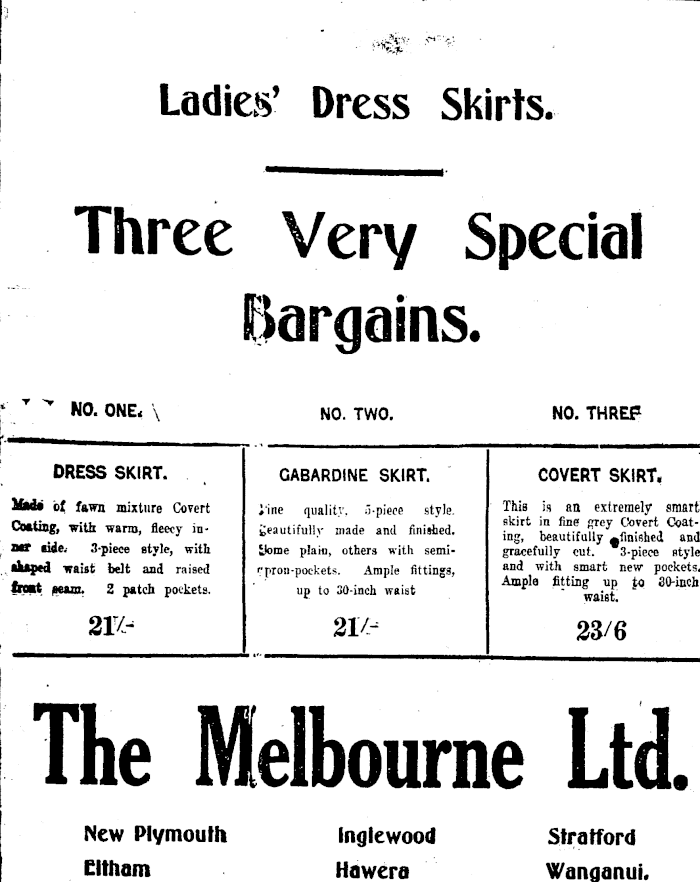 Ladies' Dress Skirts.
Three Very Special
Bargains.
NO. ONE.
DRESS SKIRT.
Made of fawn mixture Covert
Coating, with warm, fleecy in-
ner side. 3-piece style, with
shaped waist belt and raised
front seam. 2 patch pockets.
21/-
NO. TWO.
GABARDINE SKIRT.
Fine quality. 5-piece style.
Beautifully made and finished.
Some plain, others with semi-
apron-pockets. Ample fittings,
up to 30-inch waist
21/-
NO. THREE
COVERT SKIRT.
This is an extremely smart
skirt in fine grey Covert Coat-
ing, beautifully finished and
gracefully cut. 3-piece style
and with smart new pockets.
Ample fitting up to 30-inch
waist.
23/6
The Melbourne Ltd.
New Plymouth Inglewood Stratford
Eltham Hawera Wanganui.